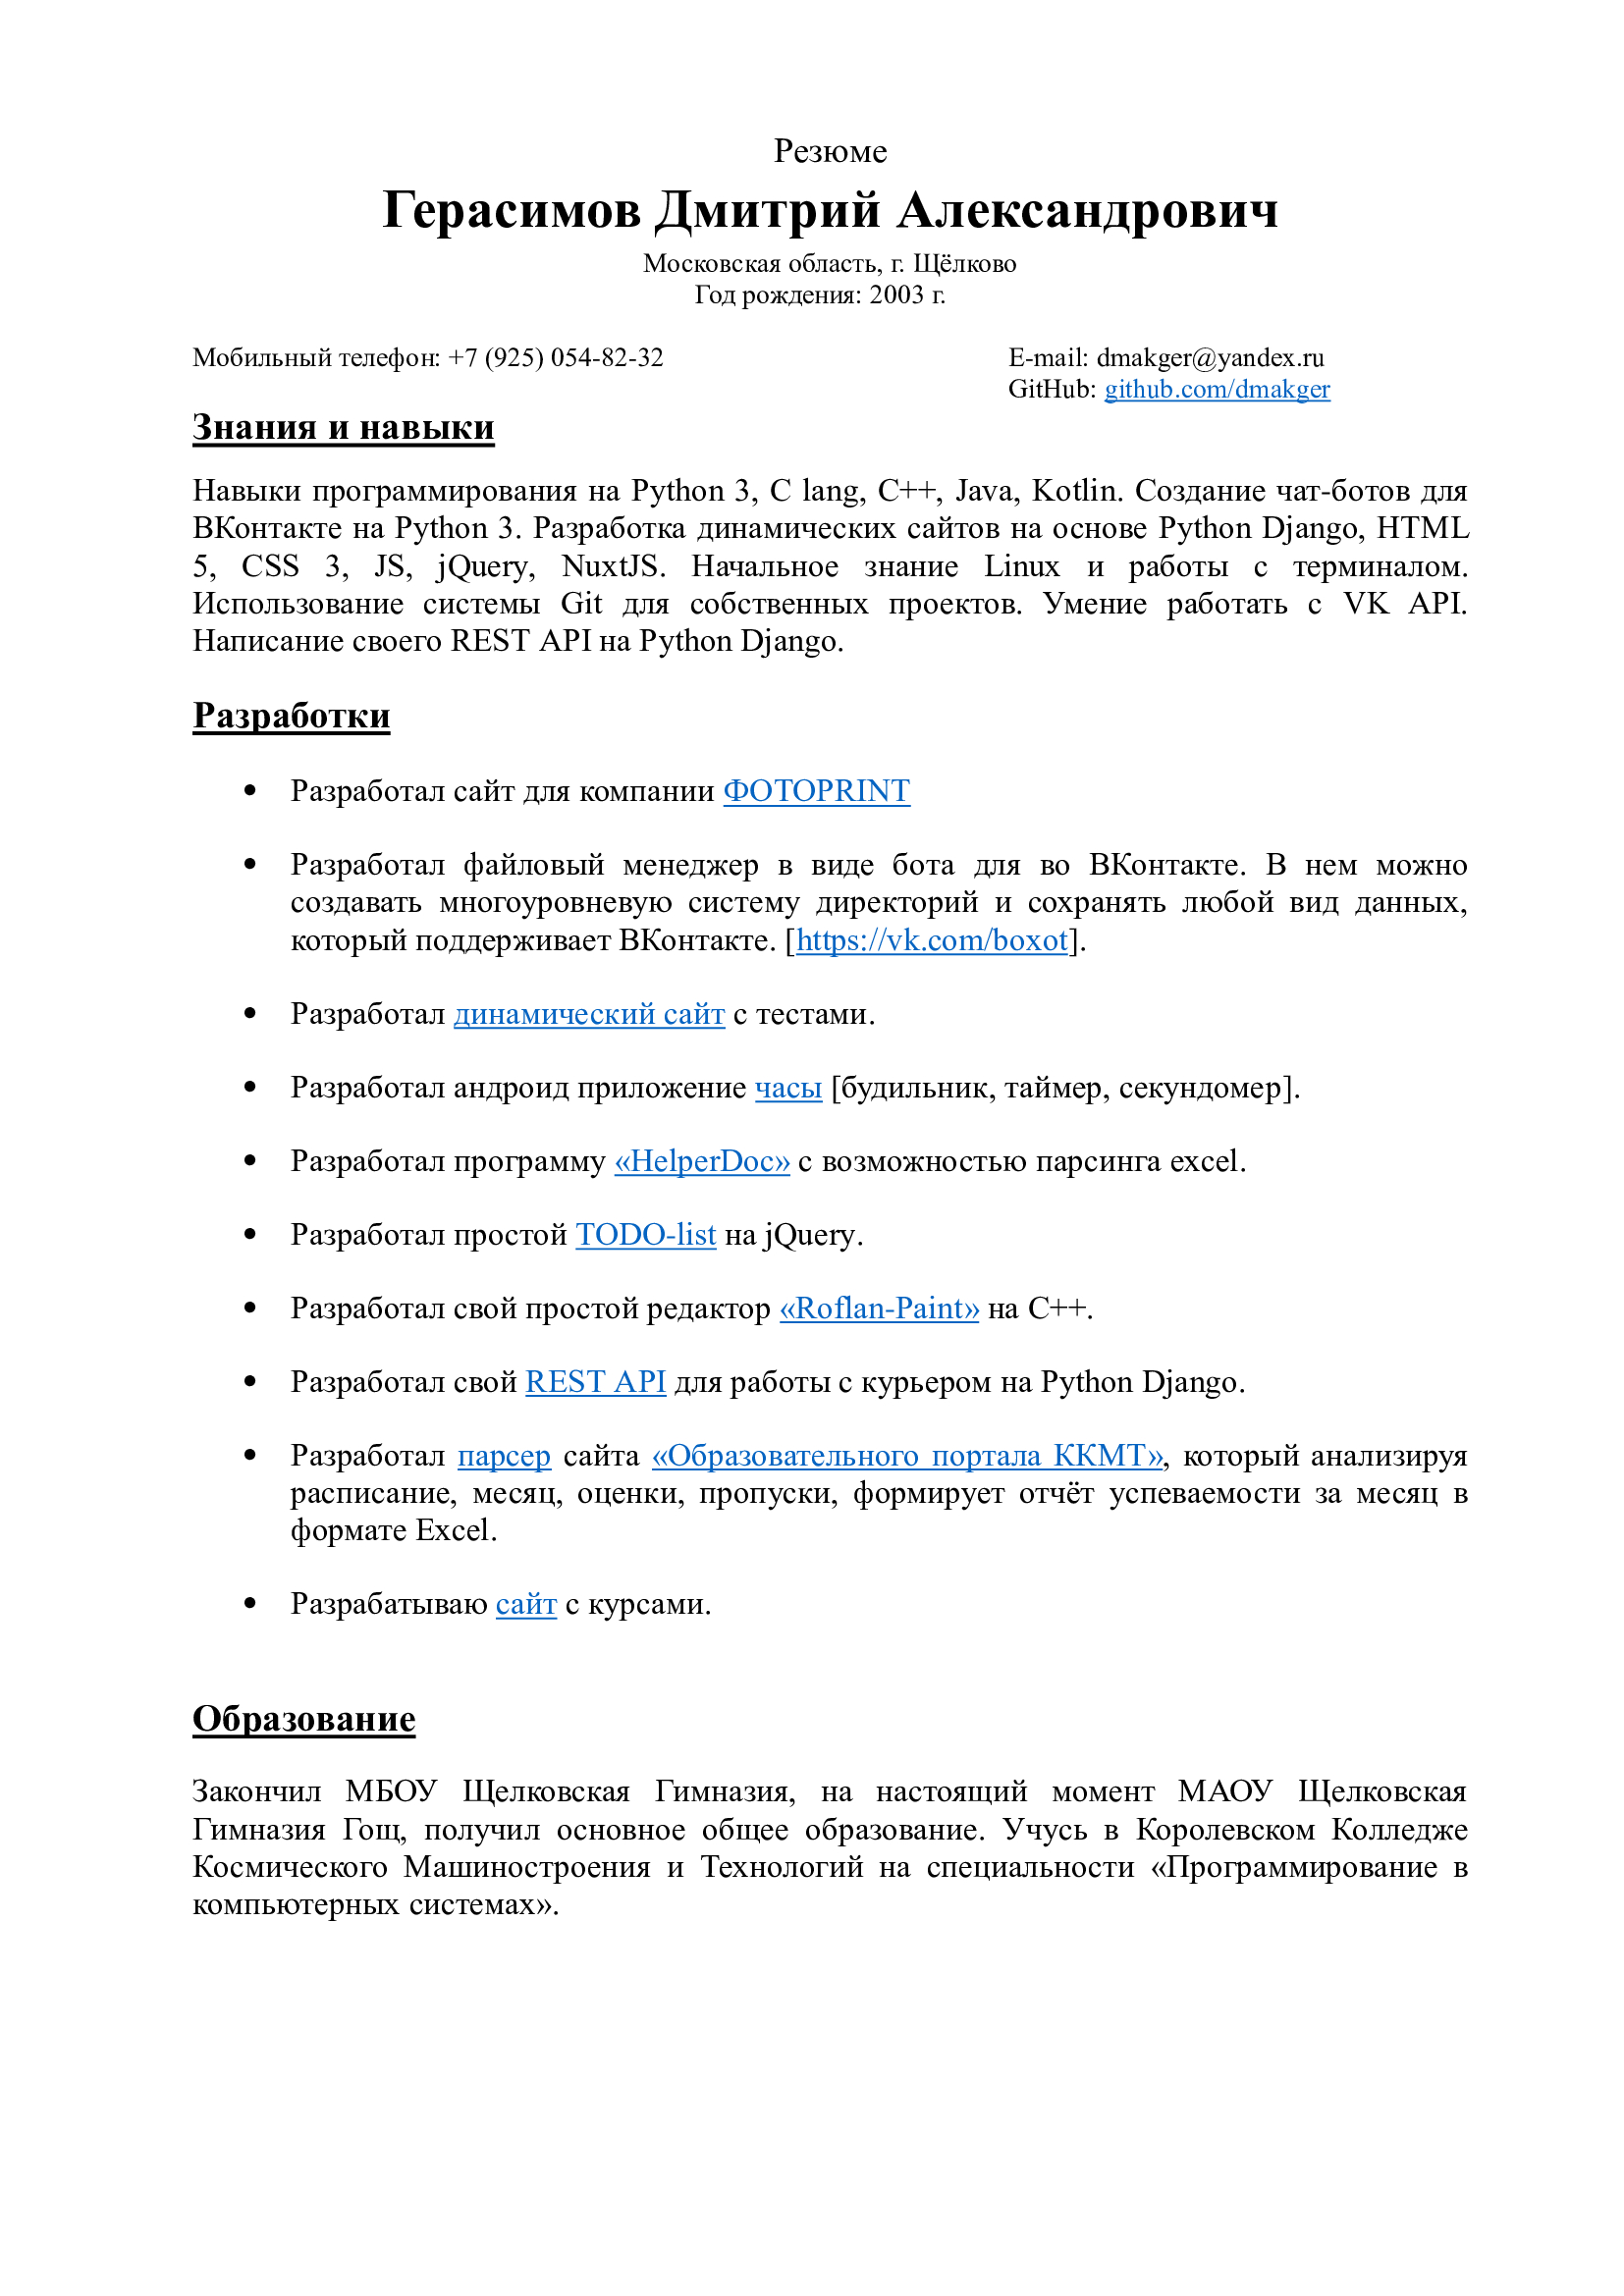 Резюме
Герасимов Дмитрий Александрович
Московская область, г. Щёлково
Год рождения: 2003 г.
Мобильный телефон: +7 (925) 054-82-32
E-mail: dmakger@yandex.ru
GitHub: github.com/dmakger
Знания и навыки
Навыки программирования на Python 3, C lang, C++, Java, Kotlin. Создание чат-ботов для
ВКонтакте на Python 3. Разработка динамических сайтов на основе Python Django, HTML
5, CSS 3, JS, jQuery, NuxtJS. Начальное знание Linux и работы с терминалом.
Использование системы Git для собственных проектов. Умение работать с VK API.
Написание своего REST API на Python Django.
Разработки
• Разработал сайт для компании ФОТОPRINT
• Разработал файловый менеджер в виде бота для во ВКонтакте. В нем можно
создавать многоуровневую систему директорий и сохранять любой вид данных,
который поддерживает ВКонтакте. [https://vk.com/boxot].
• Разработал динамический сайт с тестами.
• Разработал андроид приложение часы [будильник, таймер, секундомер].
• Разработал программу «HelperDoc» с возможностью парсинга excel.
• Разработал простой TODO-list на jQuery.
• Разработал свой простой редактор «Roflan-Paint» на C++.
• Разработал свой REST API для работы с курьером на Python Django.
• Разработал парсер сайта «Образовательного портала ККМТ», который анализируя
расписание, месяц, оценки, пропуски, формирует отчёт успеваемости за месяц в
формате Excel.
• Разрабатываю сайт с курсами.
Образование
Закончил МБОУ Щелковская Гимназия, на настоящий момент МАОУ Щелковская
Гимназия Гощ, получил основное общее образование. Учусь в Королевском Колледже
Космического Машиностроения и Технологий на специальности «Программирование в
компьютерных системах».